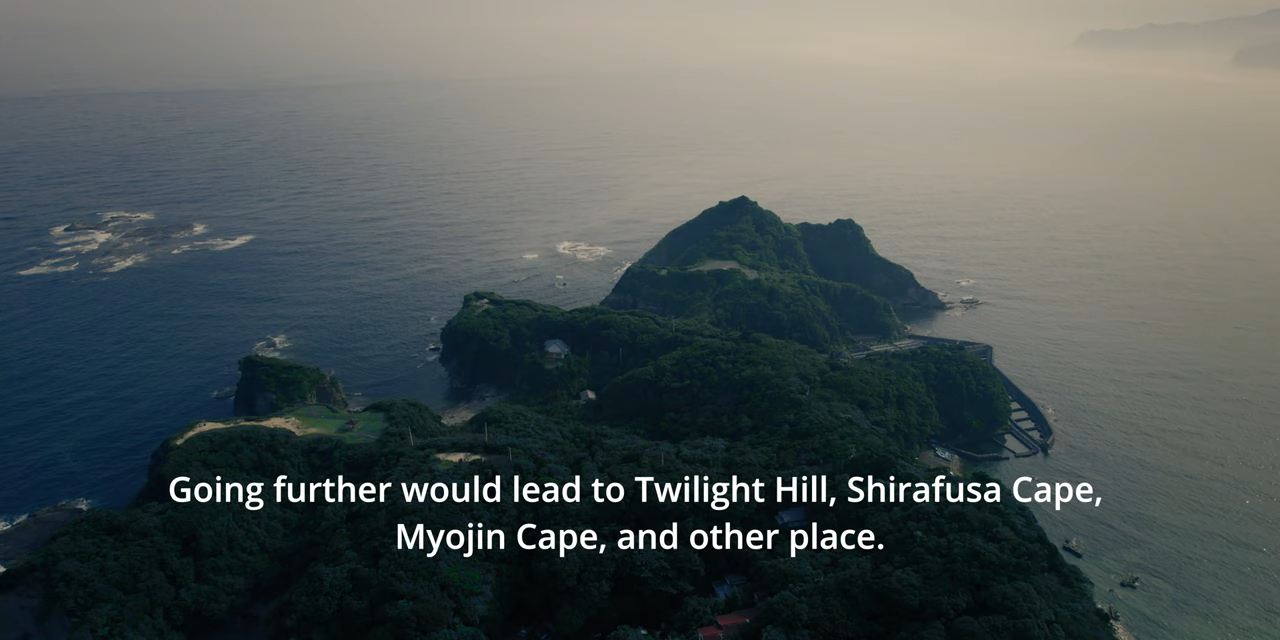 Going further would lead to Twilight Hill, Shirafusa Cape,
Myojin Cape, and other place.